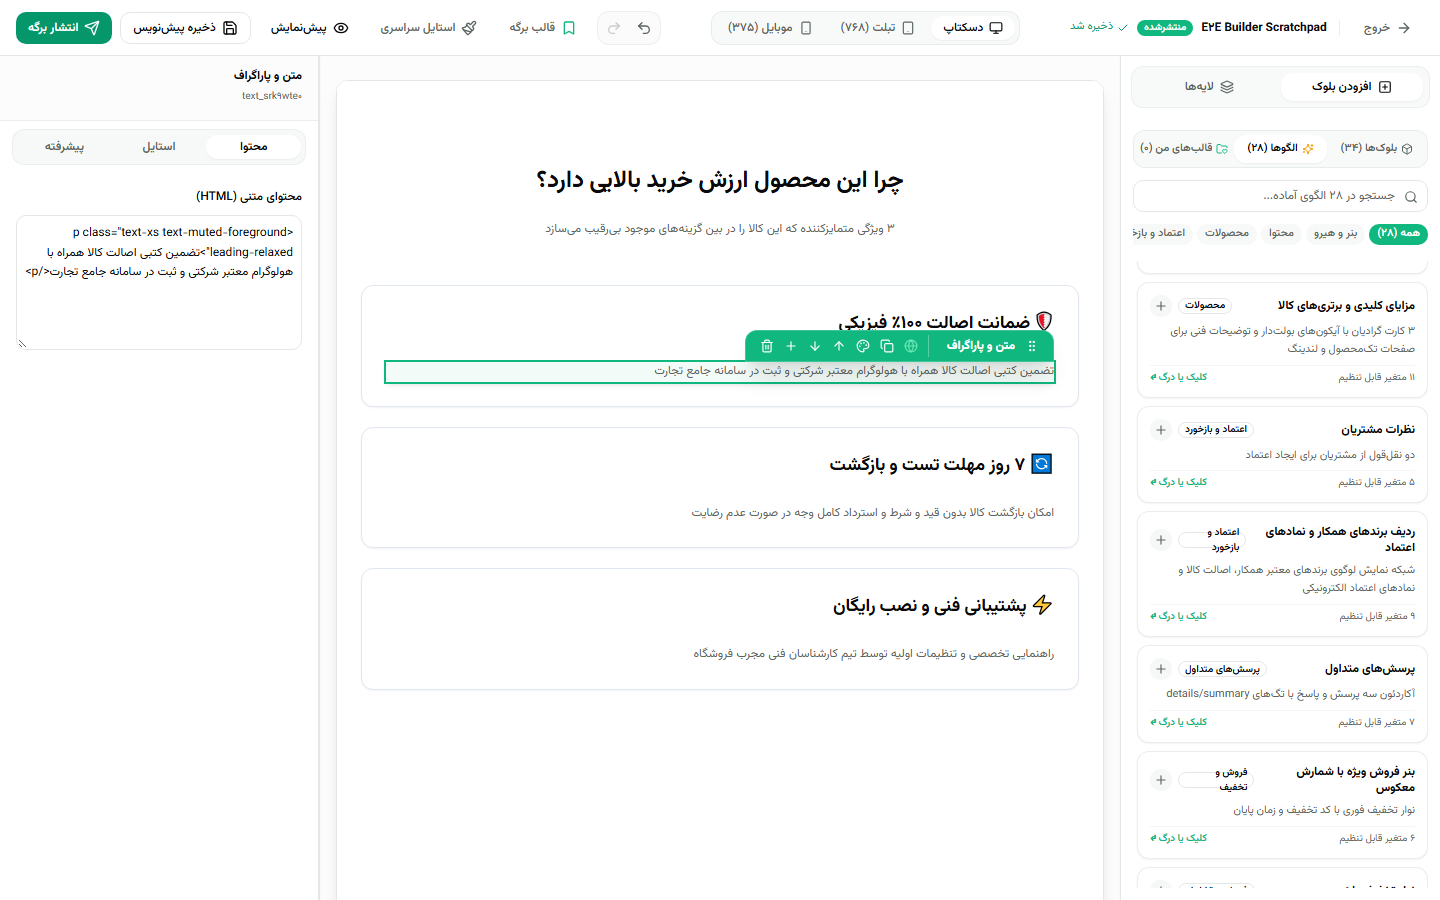 خروج
E۲E Builder Scratchpad
منتشرشده
ذخیره شد
دسکتاپ
تبلت (۷۶۸)
موبایل (۳۷۵)
قالب برگه
استایل سراسری
پیش‌نمایش
ذخیره پیش‌نویس
انتشار برگه
افزودن بلوک
لایه‌ها
بلوک‌ها (۳۴)
الگوها (۲۸)
قالب‌های من (۰)
جستجو در ۲۸ الگوی آماده...
همه (۲۸)
بنر و هیرو
محتوا
محصولات
اعتماد و بازخ
مزایای کلیدی و برتری‌های کالا
محصولات
۳ کارت گرادیان با آیکون‌های بولت‌دار و توضیحات فنی برای
صفحات تک‌محصول و لندینگ
۱۱ متغیر قابل تنظیم
کلیک یا درگ
نظرات مشتریان
اعتماد و بازخورد
دو نقل‌قول از مشتریان برای ایجاد اعتماد
۵ متغیر قابل تنظیم
کلیک یا درگ
ردیف برندهای همکار و نمادهای
اعتماد
اعتماد و
بازخورد
شبکه نمایش لوگوی برندهای معتبر همکار، اصالت کالا و
نمادهای اعتماد الکترونیکی
۹ متغیر قابل تنظیم
کلیک یا درگ
پرسش‌های متداول
پرسش‌های متداول
آکاردئون سه پرسش و پاسخ با تگ‌های details/summary
۷ متغیر قابل تنظیم
کلیک یا درگ
بنر فروش ویژه با شمارش
معکوس
فروش و
تخفیف
نوار تخفیف فوری با کد تخفیف و زمان پایان
۶ متغیر قابل تنظیم
کلیک یا درگ
چرا این محصول ارزش خرید بالایی دارد؟
۳ ویژگی متمایزکننده که این کالا را در بین گزینه‌های موجود بی‌رقیب می‌سازد
ضمانت اصالت ۱۰۰٪ فیزیکی
متن و پاراگراف
تضمین کتبی اصالت کالا همراه با هولوگرام معتبر شرکتی و ثبت در سامانه جامع تجارت
۷ روز مهلت تست و بازگشت
امکان بازگشت کالا بدون قید و شرط و استرداد کامل وجه در صورت عدم رضایت
پشتیبانی فنی و نصب رایگان
راهنمایی تخصصی و تنظیمات اولیه توسط تیم کارشناسان فنی مجرب فروشگاه
متن و پاراگراف
text_srk۹wte۰
محتوا
استایل
پیشرفته
محتوای متنی (HTML)
<p class="text-xs text-muted-foreground
leading-relaxed">تضمین کتبی اصالت کالا همراه با
هولوگرام معتبر شرکتی و ثبت در سامانه جامع تجارت</p>